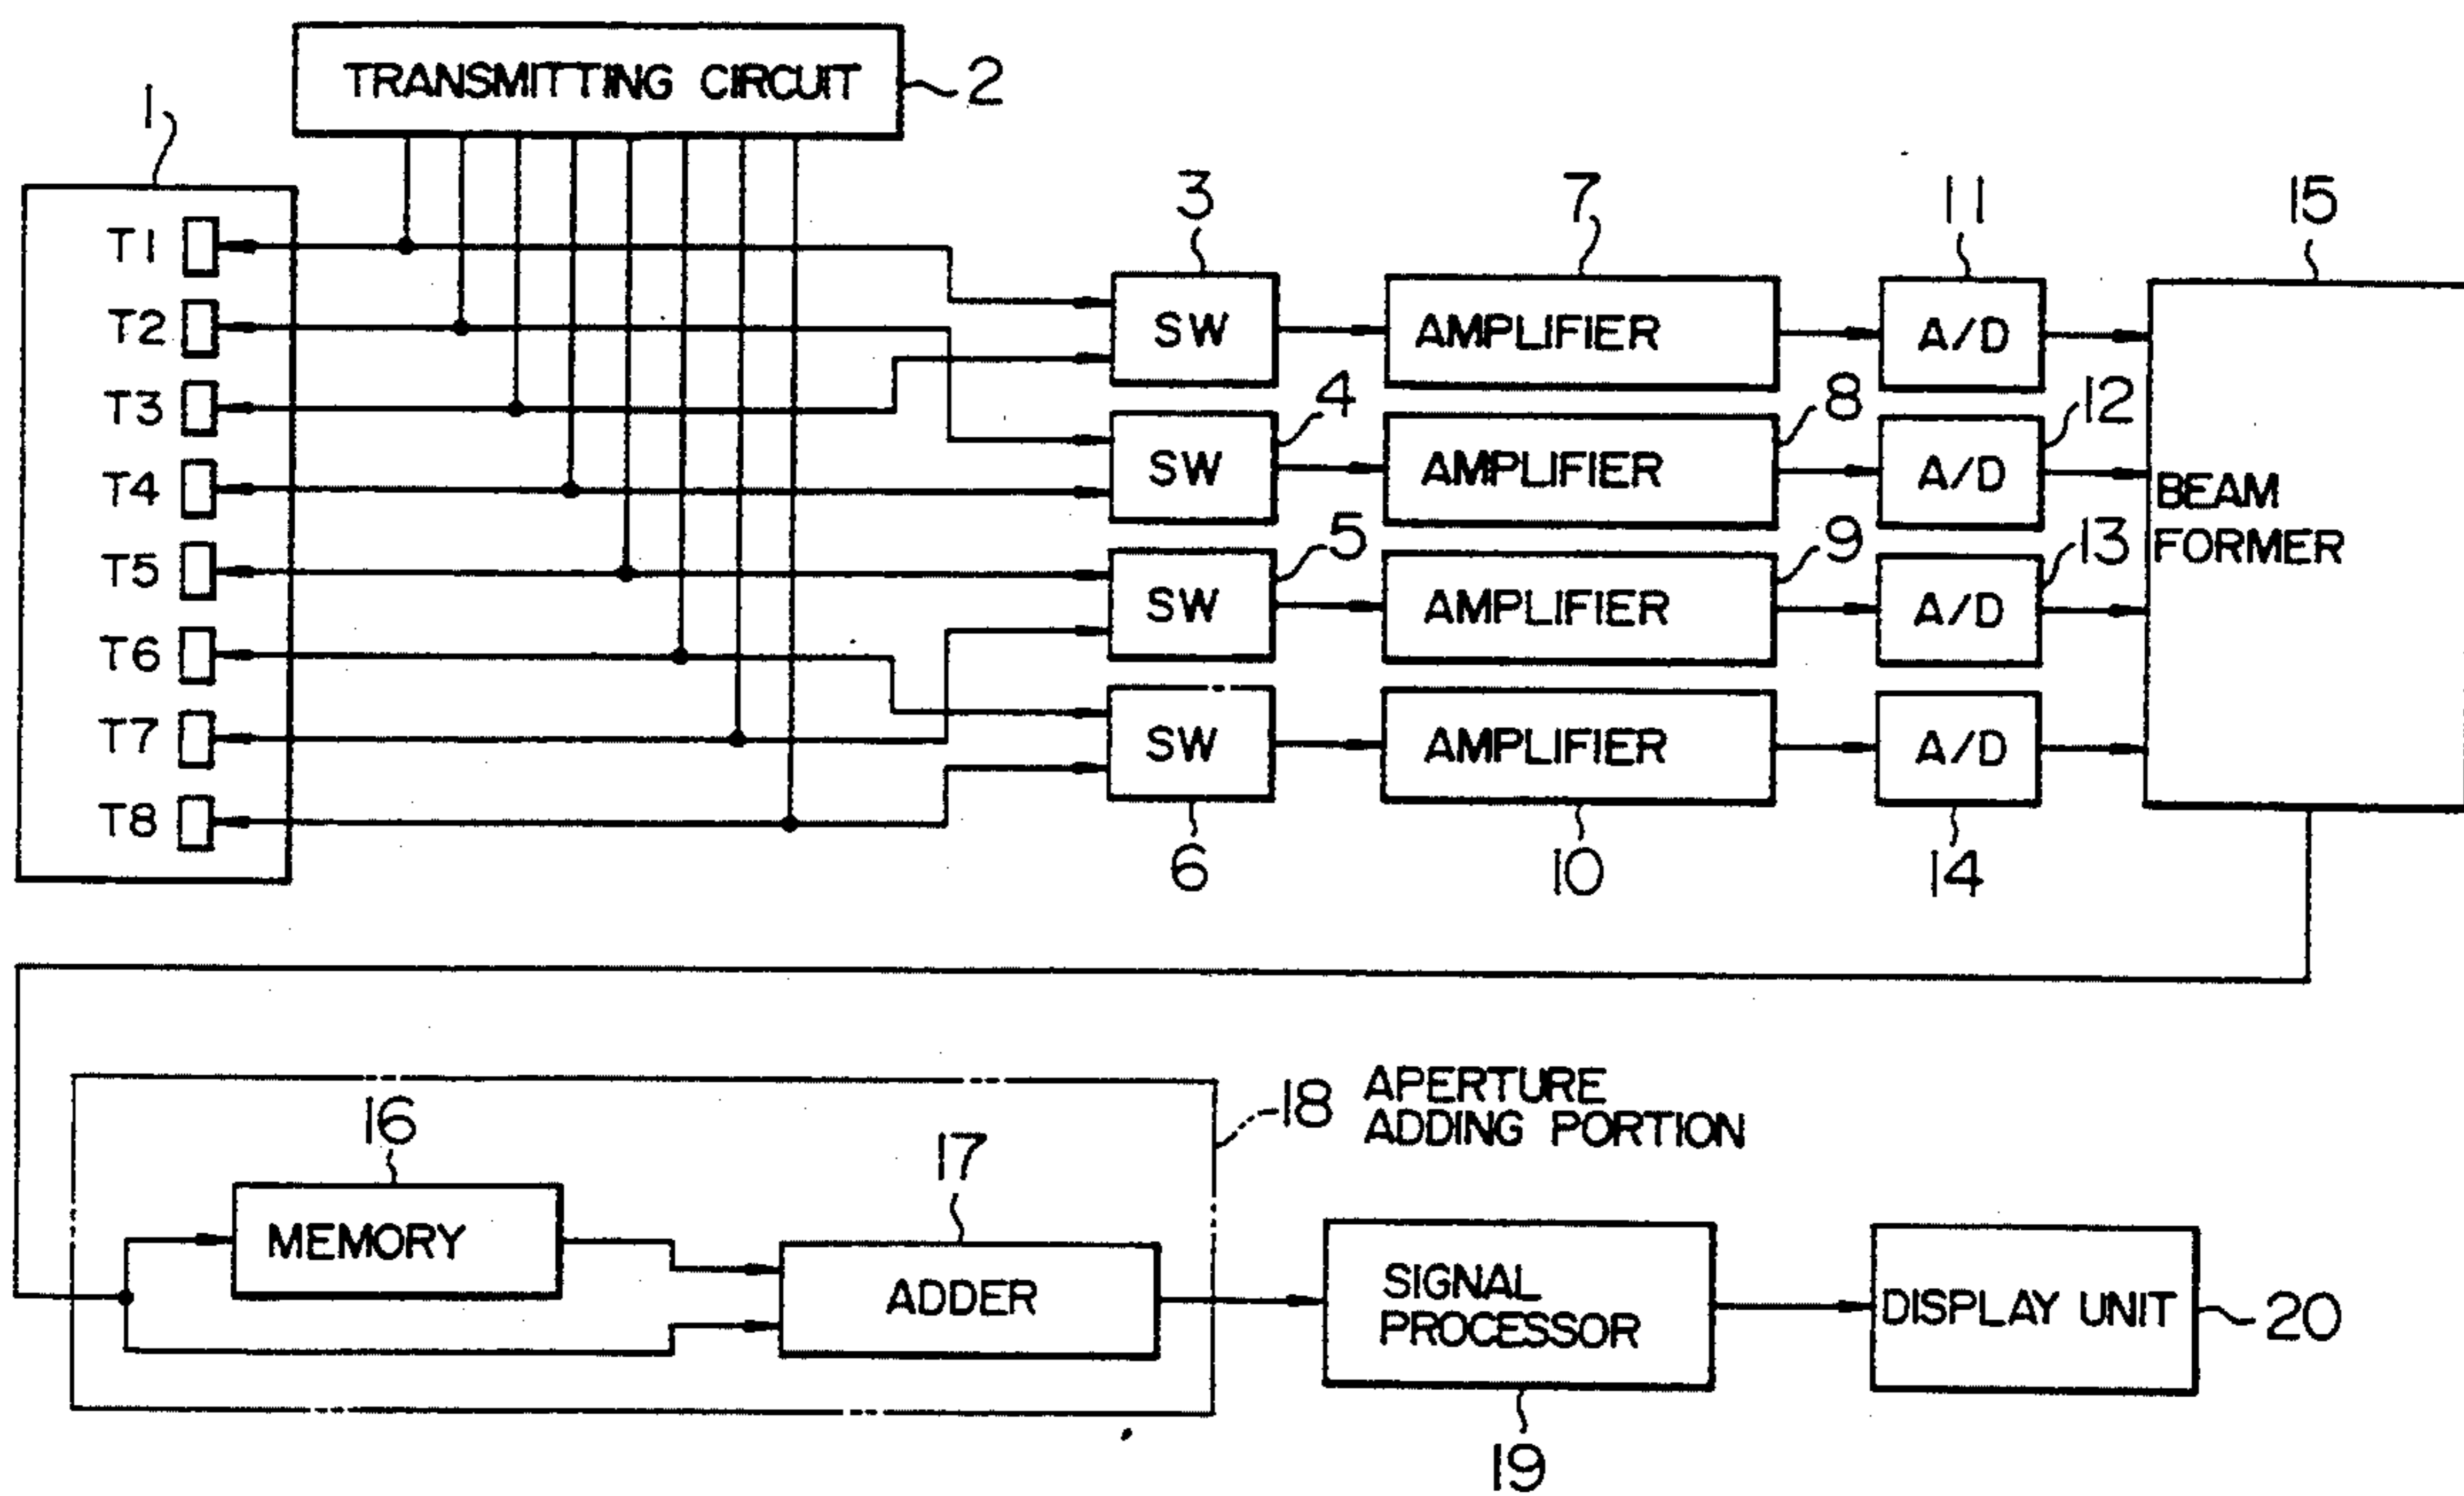 TRANSMITTING CIRCUIT
2
1
T1
T2
T3
T4
T5
T6
T7
T8
3
SW
7
AMPLIFIER
11
A/D
15
4
SW
8
AMPLIFIER
12
A/D
BEAM
FORMER
5
SW
9
AMPLIFIER
13
A/D
SW
6
AMPLIFIER
10
A/D
14
18 APERTURE
ADDING PORTION
16
MEMORY
17
ADDER
SIGNAL
PROCESSOR
19
DISPLAY UNIT
20